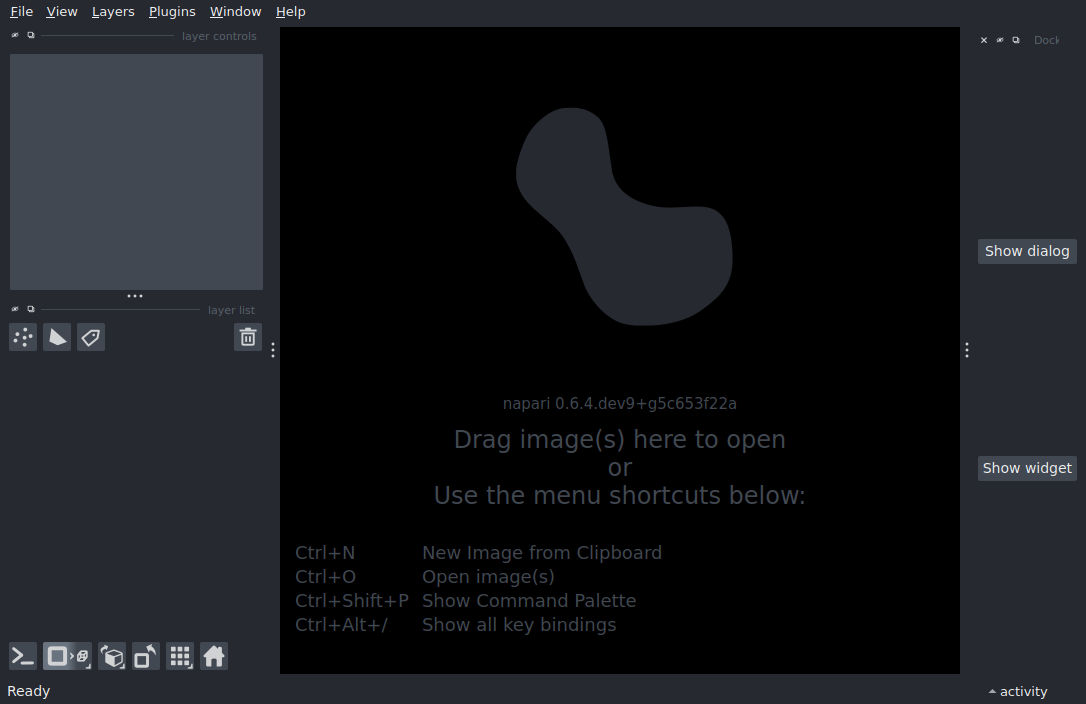 File View Layers Plugins Window Help
layer controls
Dock
Show dialog
layer list
napari 0.6.4.dev9+g5c653f22a
Drag image(s) here to open
or
Use the menu shortcuts below:
Show widget
Ctrl+N New Image from Clipboard
Ctrl+O Open image(s)
Ctrl+Shift+P Show Command Palette
Ctrl+Alt+/ Show all key bindings
Ready
activity